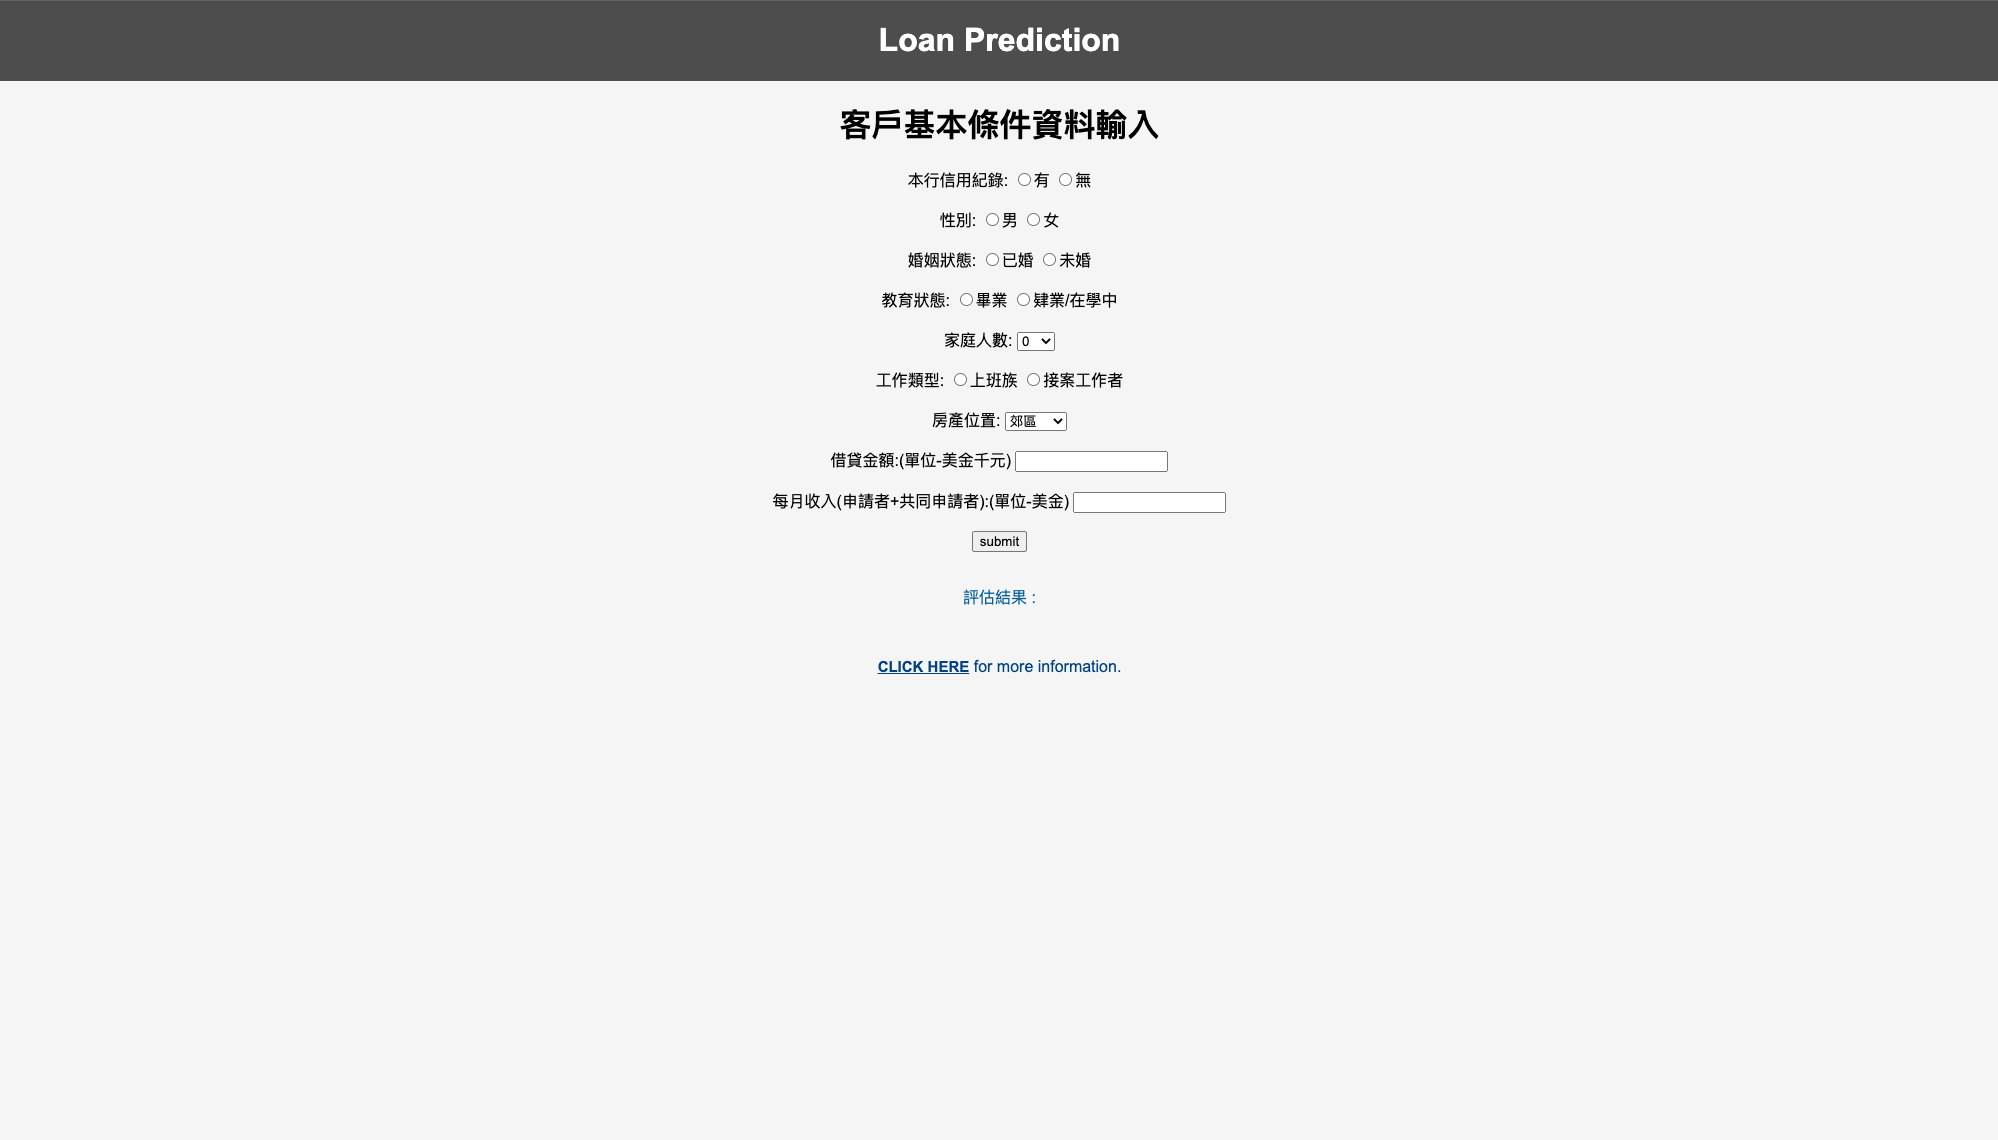 Loan Prediction
客戶基本條件資料輸入
本行信用紀錄: 有 無
性別: 男 女
婚姻狀態: 已婚 未婚
教育狀態: 畢業 肄業/在學中
家庭人數: 0
工作類型: 上班族 接案工作者
房產位置: 郊區
借貸金額:(單位-美金千元)
每月收入(申請者+共同申請者):(單位-美金)
submit
評估結果 :
CLICK HERE for more information.